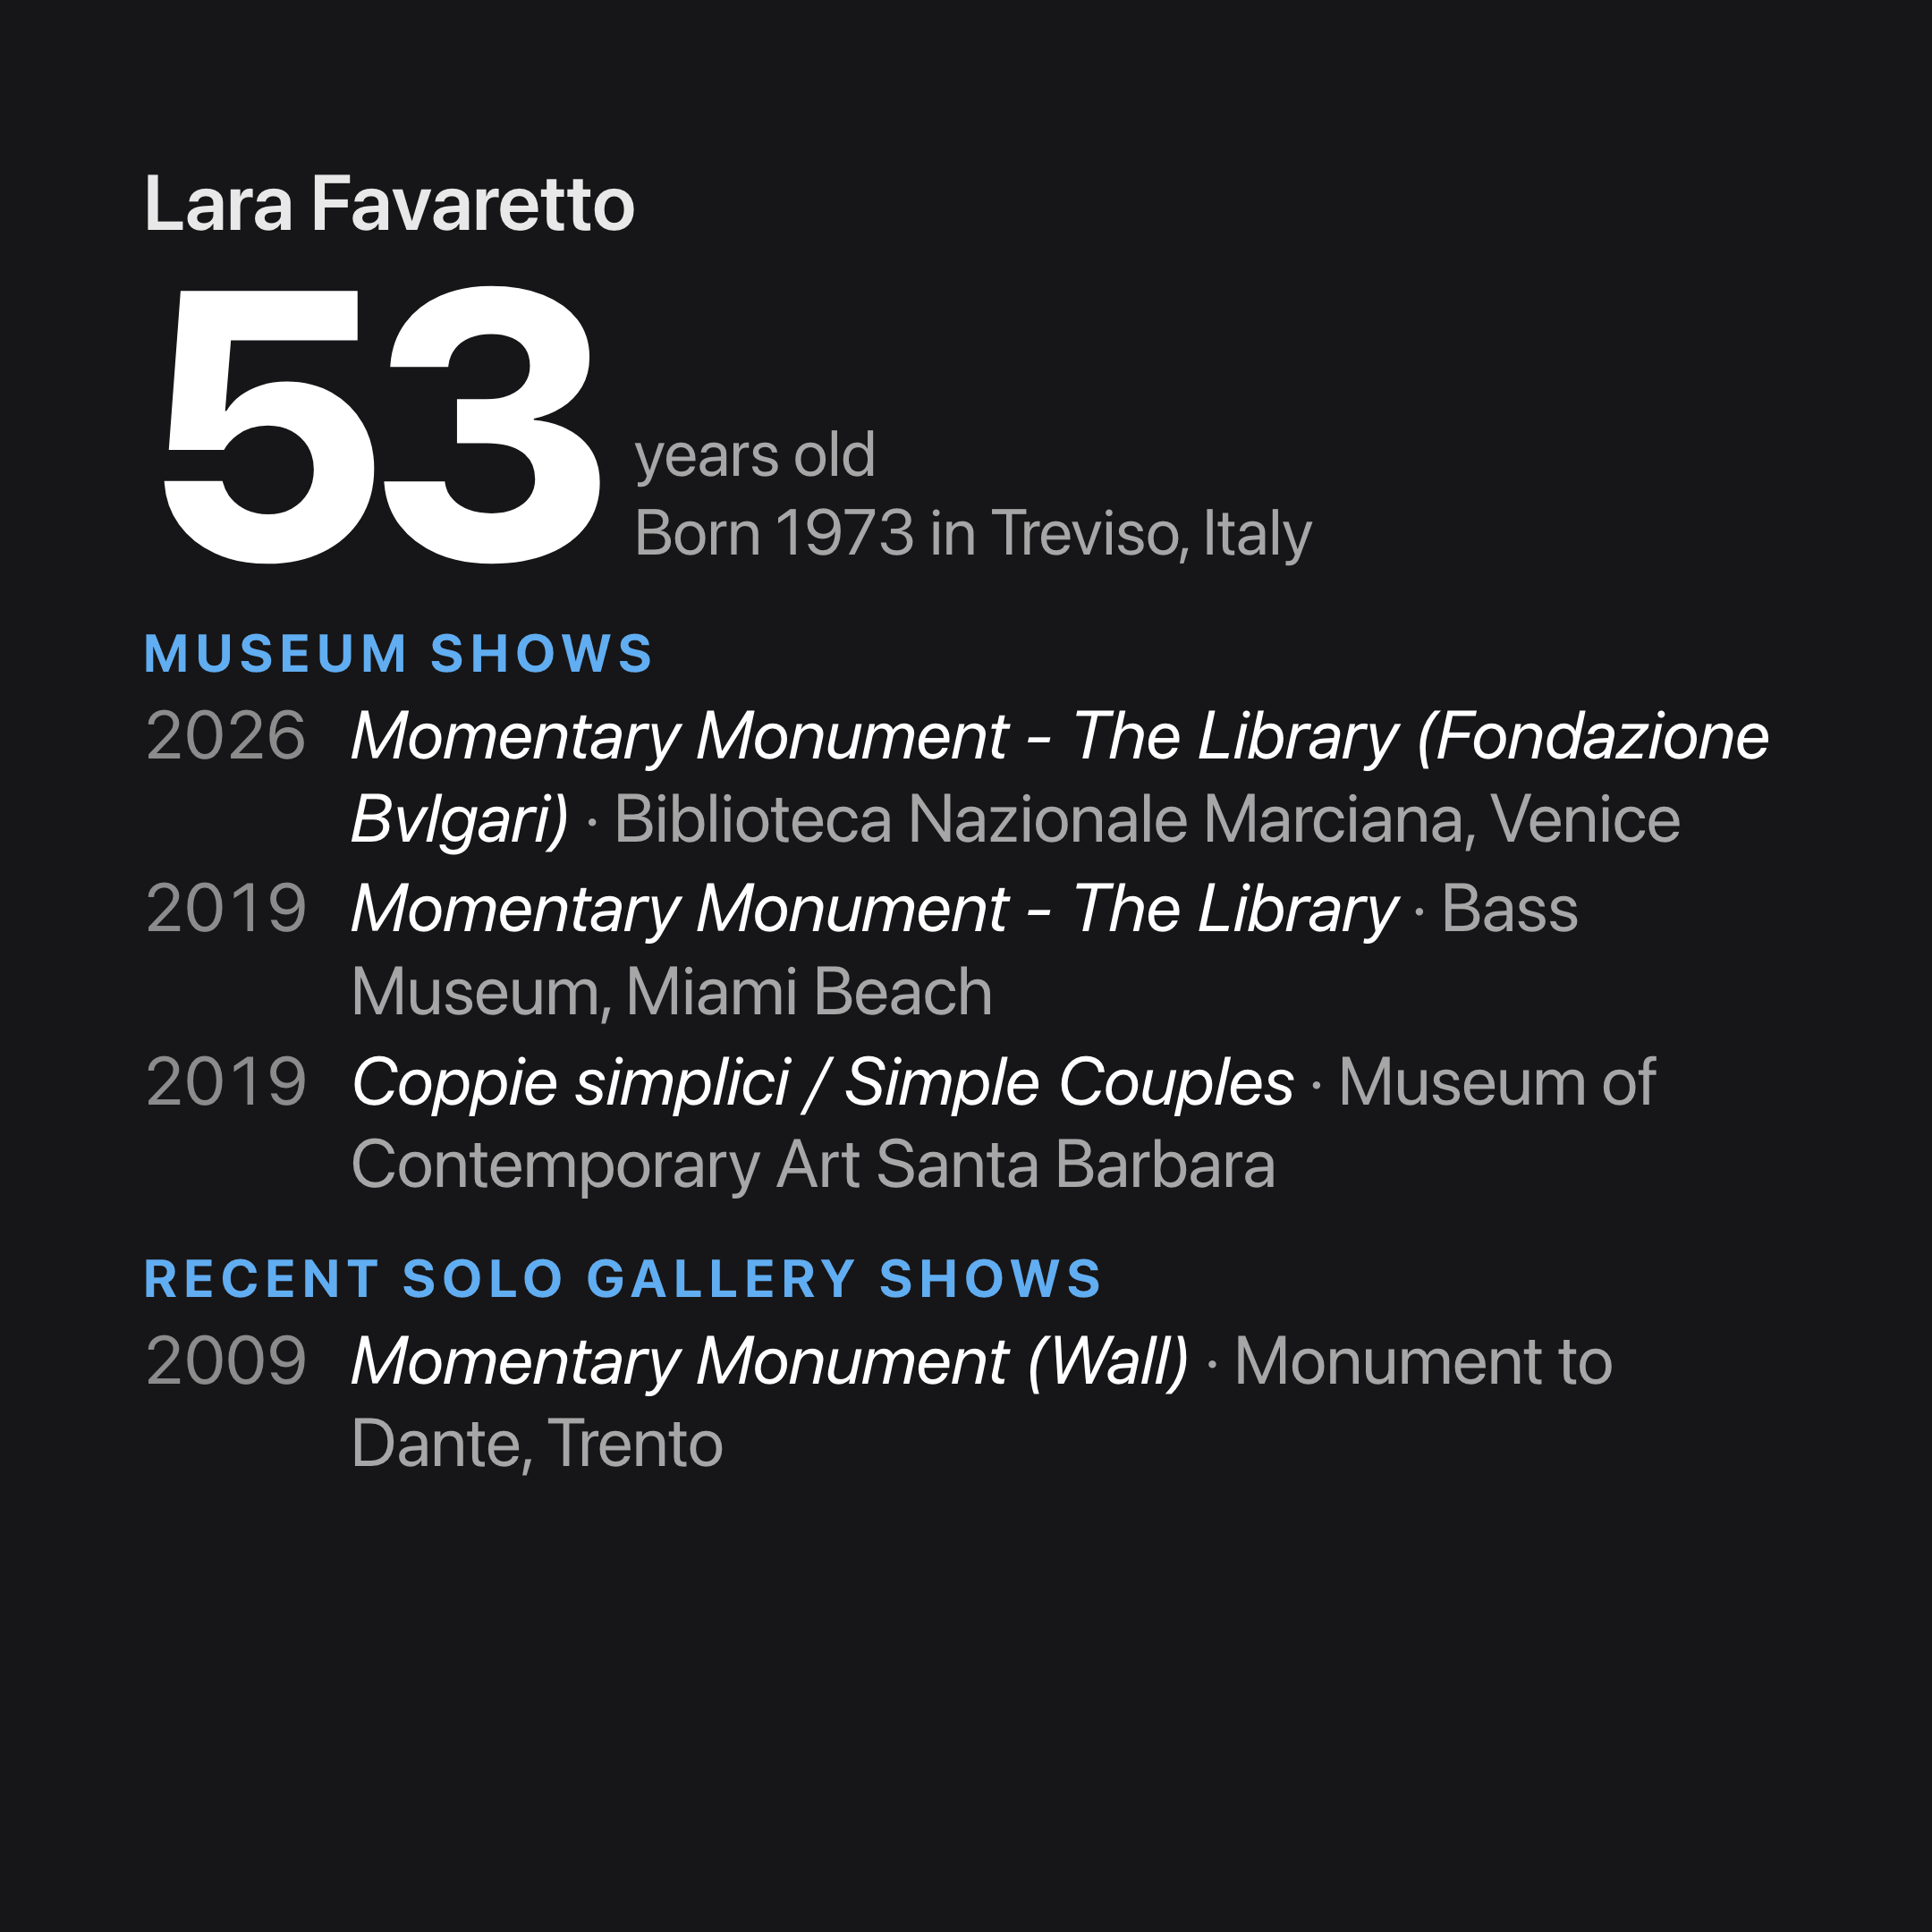 Lara Favaretto
53
years old
Born 1973 in Treviso, Italy
MUSEUM SHOWS
2026 Momentary Monument - The Library (Fondazione
Bvlgari) · Biblioteca Nazionale Marciana, Venice
2019 Momentary Monument - The Library · Bass
Museum, Miami Beach
2019 Coppie simplici / Simple Couples · Museum of
Contemporary Art Santa Barbara
RECENT SOLO GALLERY SHOWS
2009 Momentary Monument (Wall) · Monument to
Dante, Trento